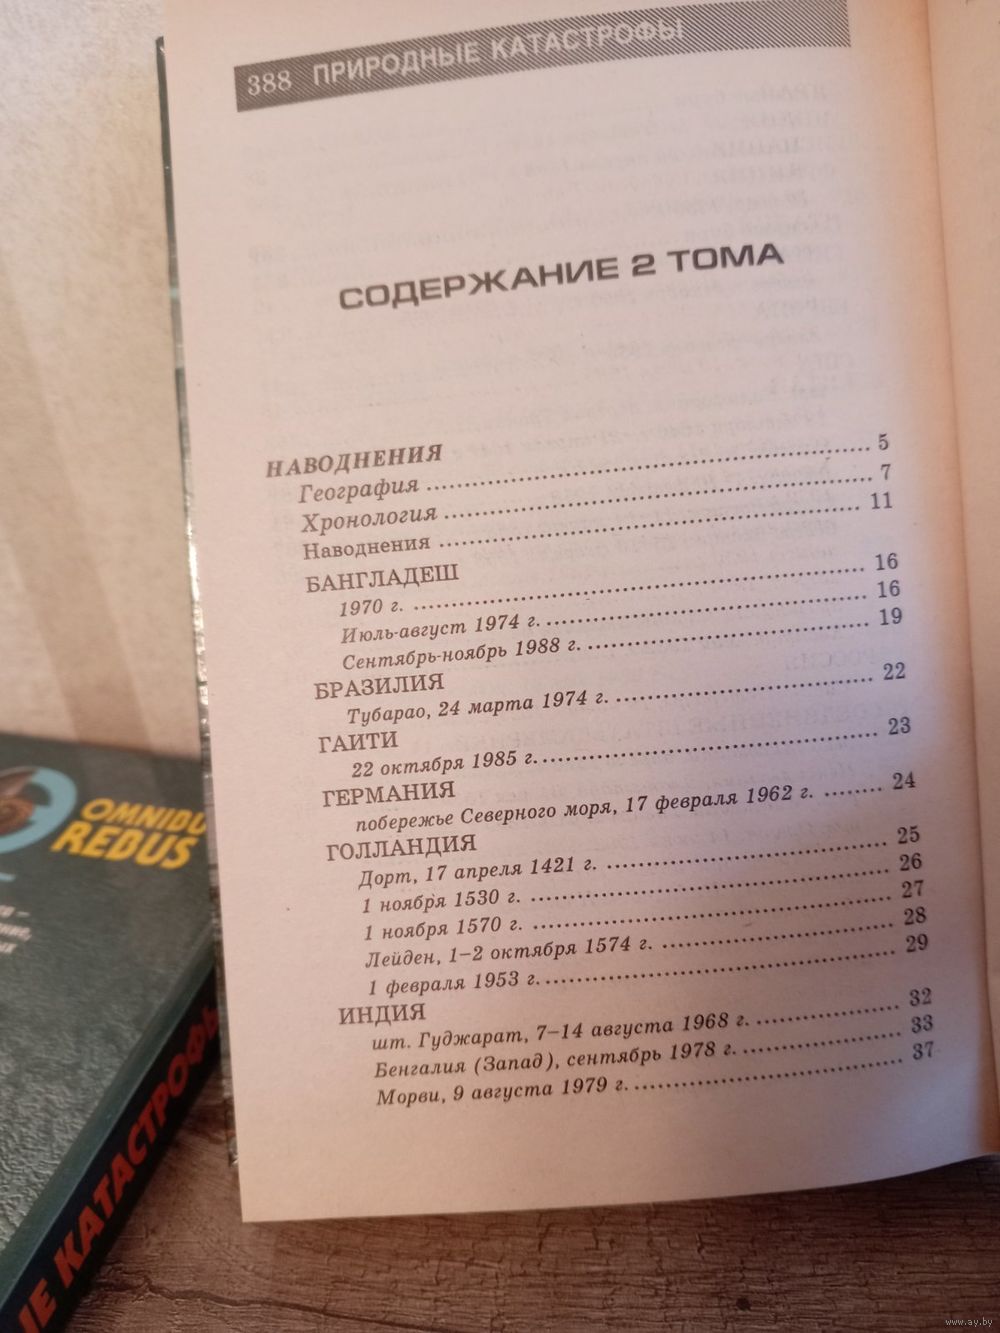 388 ПРИРОДНЫЕ КАТАСТРОФЫ
СОДЕРЖАНИЕ 2 ТОМА
НАВОДНЕНИЯ
География ........ 5
Хронология ........ 7
Наводнения ........ 11
БАНГЛАДЕШ
1970 г. ........ 16
Июль-август 1974 г. ........ 16
Сентябрь-ноябрь 1988 г. ........ 19
БРАЗИЛИЯ
Тубарао, 24 марта 1974 г. ........ 22
ГАИТИ
22 октября 1985 г. ........ 23
ГЕРМАНИЯ
побережье Северного моря, 17 февраля 1962 г. ........ 24
ГОЛЛАНДИЯ
Дорт, 17 апреля 1421 г. ........ 25
1 ноября 1530 г. ........ 26
1 ноября 1570 г. ........ 27
Лейден, 1–2 октября 1574 г. ........ 28
1 февраля 1953 г. ........ 29
ИНДИЯ
шт. Гуджарат, 7–14 августа 1968 г. ........ 32
Бенгалия (Запад), сентябрь 1978 г. ........ 33
Морви, 9 августа 1979 г. ........ 37
OMNIBU
REBUS
ЫЕ КАТАСТРОФЫ
www.ay.by